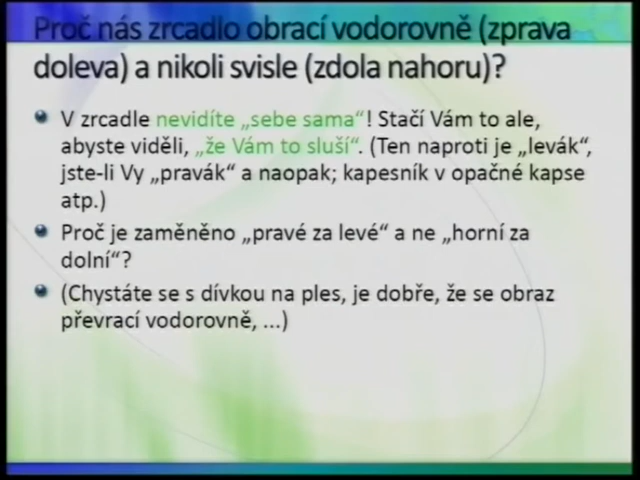 Proč nás zrcadlo obrací vodorovně (zprava
doleva) a nikoli svisle (zdola nahoru)?
V zrcadle nevidíte „sebe sama“! Stačí Vám to ale,
abyste viděli, „že Vám to sluší“. (Ten naproti je „levák“,
jste-li Vy „pravák“ a naopak; kapesník v opačné kapse
atp.)
Proč je zaměněno „pravé za levé“ a ne „horní za
dolní“?
(Chystáte se s dívkou na ples, je dobře, že se obraz
převrací vodorovně, ...)